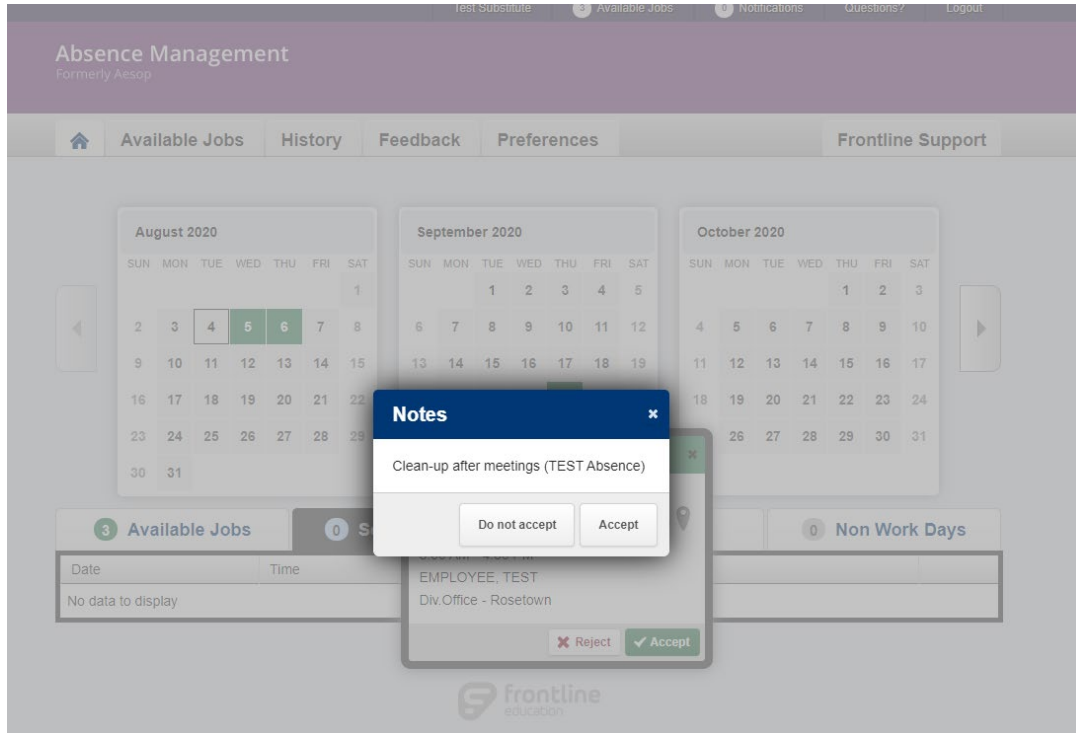 Test Substitute 3 Available Jobs 0 Notifications Questions? Logout
Absence Management
Formerly Aesop
Available Jobs History Feedback Preferences Frontline Support
August 2020
SUN MON TUE WED THU FRI SAT
1
2 3 4 5 6 7 8
9 10 11 12 13 14 15
16 17 18 19 20 21 22
23 24 25 26 27 28 29
30 31
September 2020
SUN MON TUE WED THU FRI SAT
1 2 3 4 5
6 7 8 9 10 11 12
13 14 15 16 17 18 19
October 2020
SUN MON TUE WED THU FRI SAT
1 2 3
4 5 6 7 8 9 10
11 12 13 14 15 16 17
18 19 20 21 22 23 24
26 27 28 29 30 31
Notes
Clean-up after meetings (TEST Absence)
Do not accept Accept
3 Available Jobs 0 0 Non Work Days
Date Time
No data to display
EMPLOYEE, TEST
Div.Office - Rosetown
Reject Accept
frontline
education